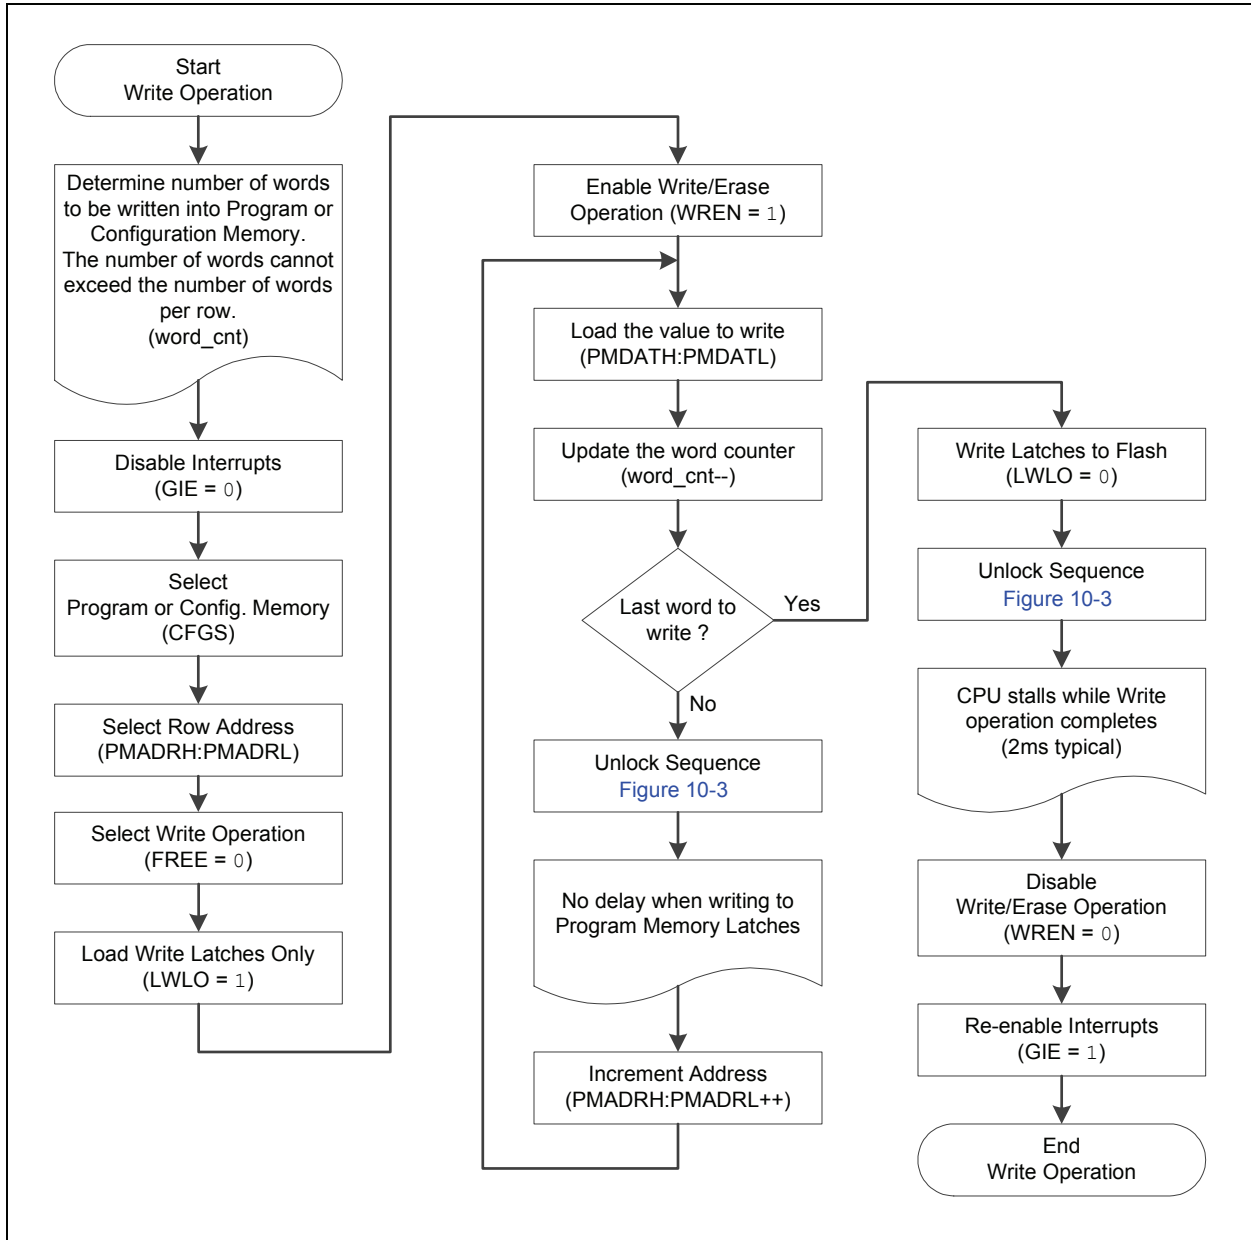 Start
Write Operation
Determine number of words
to be written into Program or
Configuration Memory.
The number of words cannot
exceed the number of words
per row.
(word_cnt)
Disable Interrupts
(GIE = 0)
Select
Program or Config. Memory
(CFGS)
Select Row Address
(PMADRH:PMADRL)
Select Write Operation
(FREE = 0)
Load Write Latches Only
(LWLO = 1)
Enable Write/Erase
Operation (WREN = 1)
Load the value to write
(PMDATH:PMDATL)
Update the word counter
(word_cnt--)
Last word to
write ?
Yes
No
Unlock Sequence
Figure 10-3
No delay when writing to
Program Memory Latches
Increment Address
(PMADRH:PMADRL++)
Write Latches to Flash
(LWLO = 0)
Unlock Sequence
Figure 10-3
CPU stalls while Write
operation completes
(2ms typical)
Disable
Write/Erase Operation
(WREN = 0)
Re-enable Interrupts
(GIE = 1)
End
Write Operation